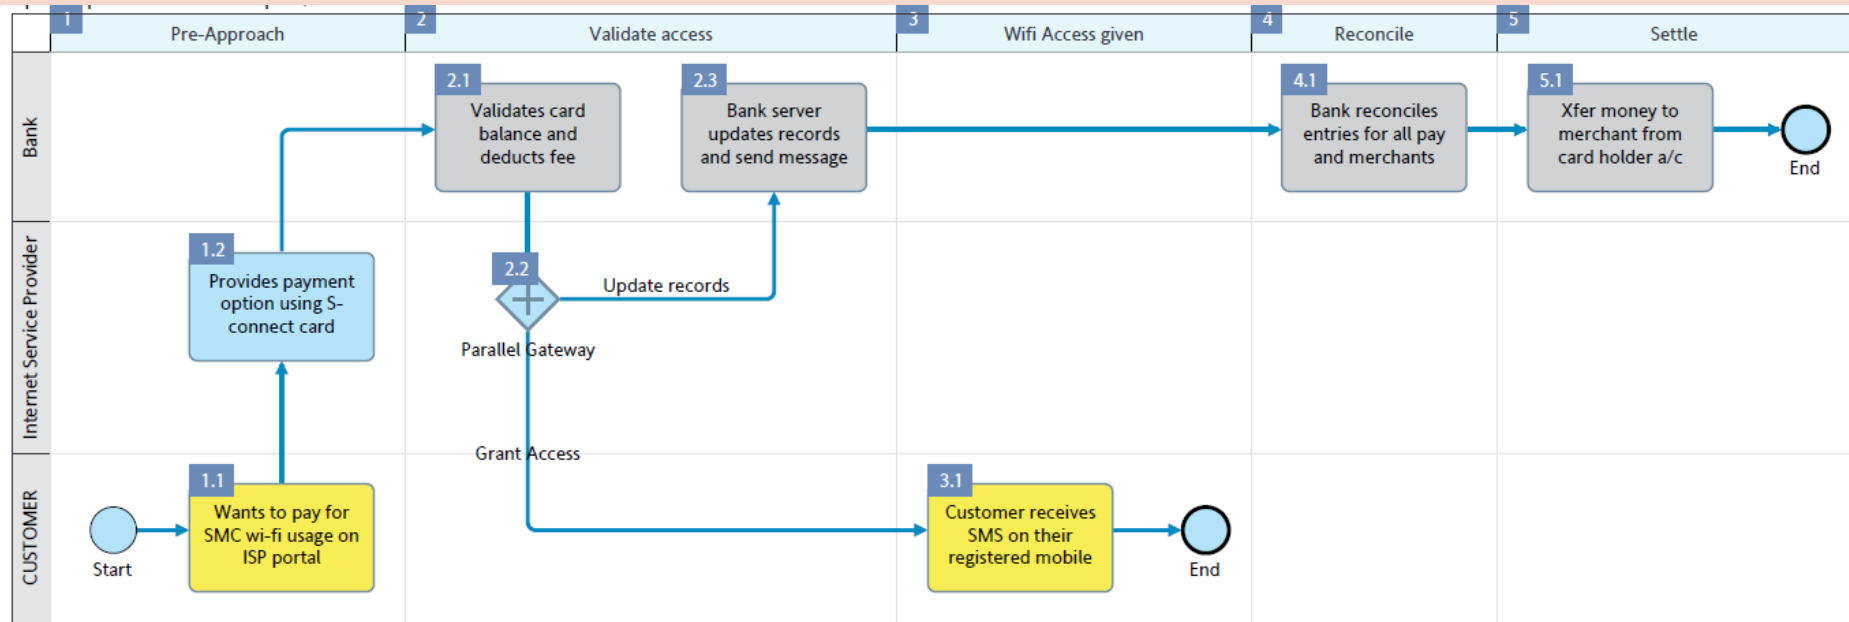 1
Pre-Approach
2
Validate access
3
Wifi Access given
4
Reconcile
5
Settle
Bank
2.1
Validates card
balance and
deducts fee
2.3
Bank server
updates records
and send message
4.1
Bank reconciles
entries for all pay
and merchants
5.1
Xfer money to
merchant from
card holder a/c
End
Internet Service Provider
1.2
Provides payment
option using S-
connect card
2.2
Update records
Parallel Gateway
Grant Access
CUSTOMER
Start
1.1
Wants to pay for
SMC wi-fi usage on
ISP portal
3.1
Customer receives
SMS on their
registered mobile
End